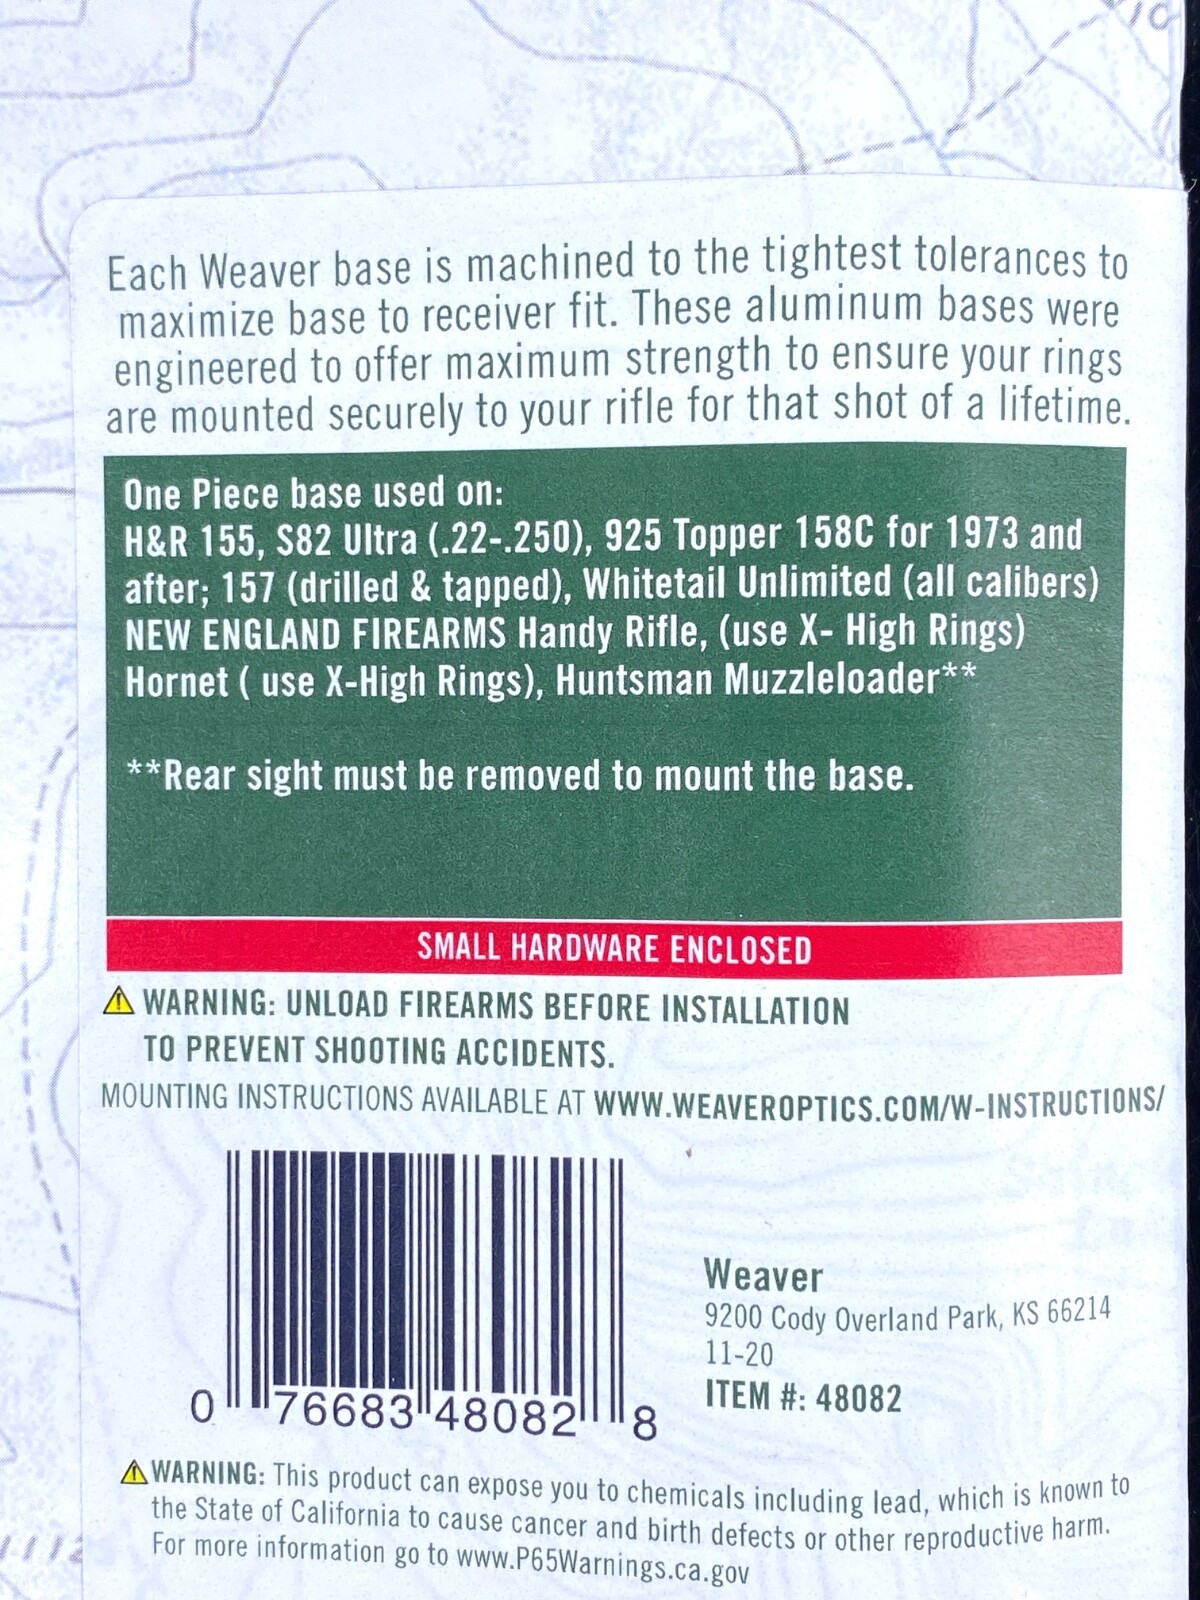 Each Weaver base is machined to the tightest tolerances to
maximize base to receiver fit. These aluminum bases were
engineered to offer maximum strength to ensure your rings
are mounted securely to your rifle for that shot of a lifetime.
One Piece base used on:
H&R 155, S82 Ultra (.22-.250), 925 Topper 158C for 1973 and
after; 157 (drilled & tapped), Whitetail Unlimited (all calibers)
NEW ENGLAND FIREARMS Handy Rifle, (use X- High Rings)
Hornet ( use X-High Rings), Huntsman Muzzleloader**
**Rear sight must be removed to mount the base.
SMALL HARDWARE ENCLOSED
WARNING: UNLOAD FIREARMS BEFORE INSTALLATION
TO PREVENT SHOOTING ACCIDENTS.
MOUNTING INSTRUCTIONS AVAILABLE AT WWW.WEAVEROPTICS.COM/W-INSTRUCTIONS/
0 76683 48082 8
Weaver
9200 Cody Overland Park, KS 66214
11-20
ITEM #: 48082
WARNING: This product can expose you to chemicals including lead, which is known to
the State of California to cause cancer and birth defects or other reproductive harm.
For more information go to www.P65Warnings.ca.gov